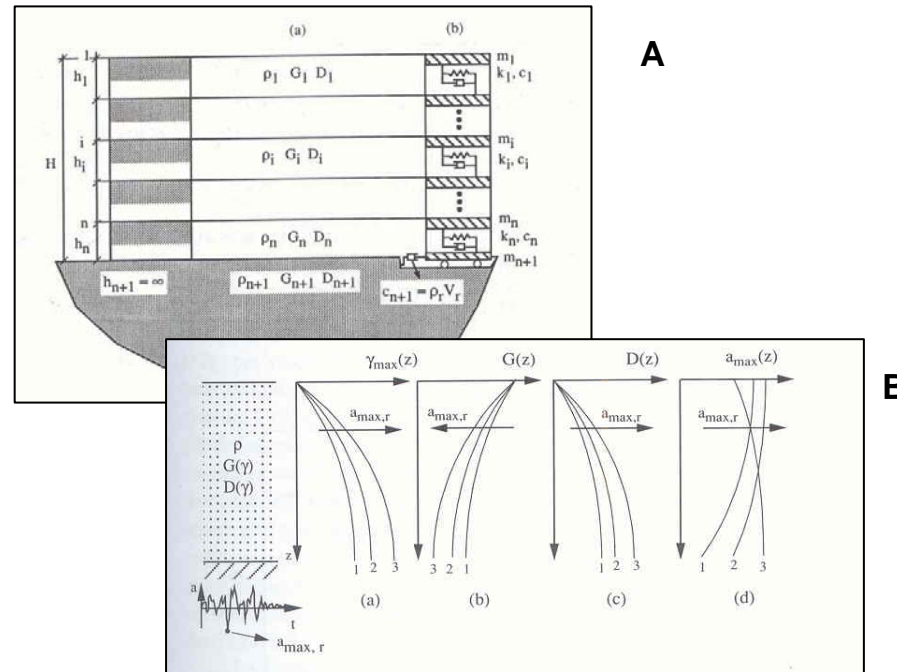 A
(a) (b)
1
h1
ρ1 G1 D1
m1
k1, c1
i
H
hi
ρi Gi Di
mi
ki, ci
n
hn
ρn Gn Dn
mn
kn, cn
mn+1
hn+1 = ∞
ρn+1 Gn+1 Dn+1
cn+1 = ρrVr
B
γmax(z) G(z) D(z) amax(z)
amax,r amax,r amax,r amax,r
ρ
G(γ)
D(γ)
z
1 2 3 3 2 1 1 2 3 1 2 3
a
t
(a) (b) (c) (d)
amax, r